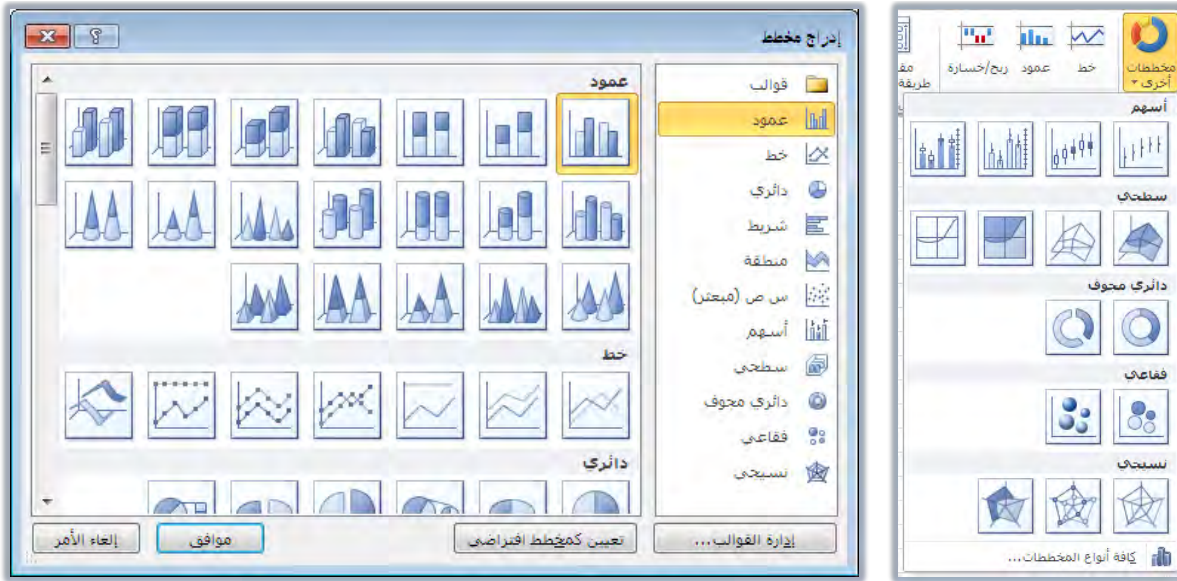 مخططات أخرى
خط
عمود
ربح/خسارة
أسهم
سطحي
دائري مجوف
فقاعي
نسيجي
كافة أنواع المخططات...
إدراج مخطط
قوالب
عمود
خط
دائري
شريط
منطقة
س ص (مبعثر)
أسهم
سطحي
دائري مجوف
فقاعي
نسيجي
عمود
خط
دائري
إدارة القوالب...
تعيين كمخطط افتراضي
موافق
إلغاء الأمر